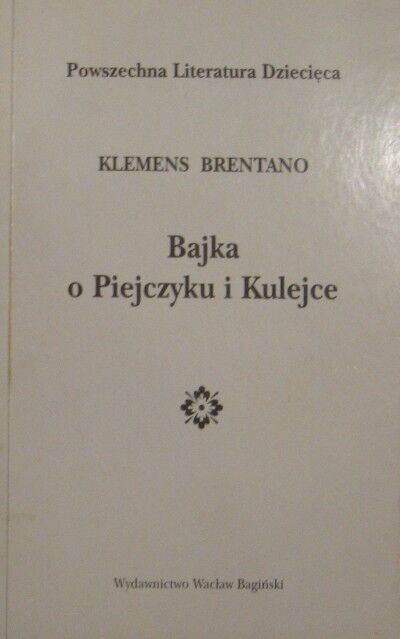 Powszechna Literatura Dziecięca
KLEMENS BRENTANO
Bajka
o Piejczyku i Kulejce
Wydawnictwo Wacław Bagiński